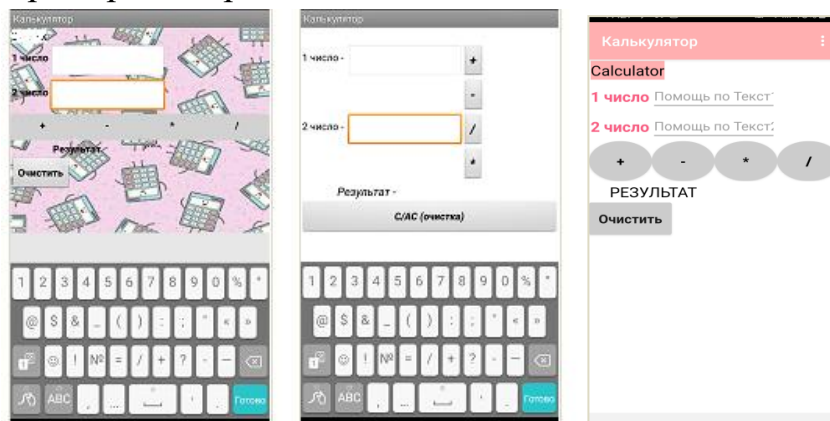 Калькулятор
1 число
2 число
+ - * /
Результат
Очистить
1 2 3 4 5 6 7 8 9 0 % *
@ $ & _ ( ) : ; " « »
! № = / + ? - —
ABC , ... ' . Готово
Калькулятор
1 число -
+
-
2 число -
/
*
Результат -
C/AC (очистка)
1 2 3 4 5 6 7 8 9 0 % *
@ $ & _ ( ) : ; " « »
! № = / + ? - —
ABC , ... ' . Готово
Калькулятор
Calculator
1 число Помощь по Текст
2 число Помощь по Текст
+ - * /
РЕЗУЛЬТАТ
Очистить